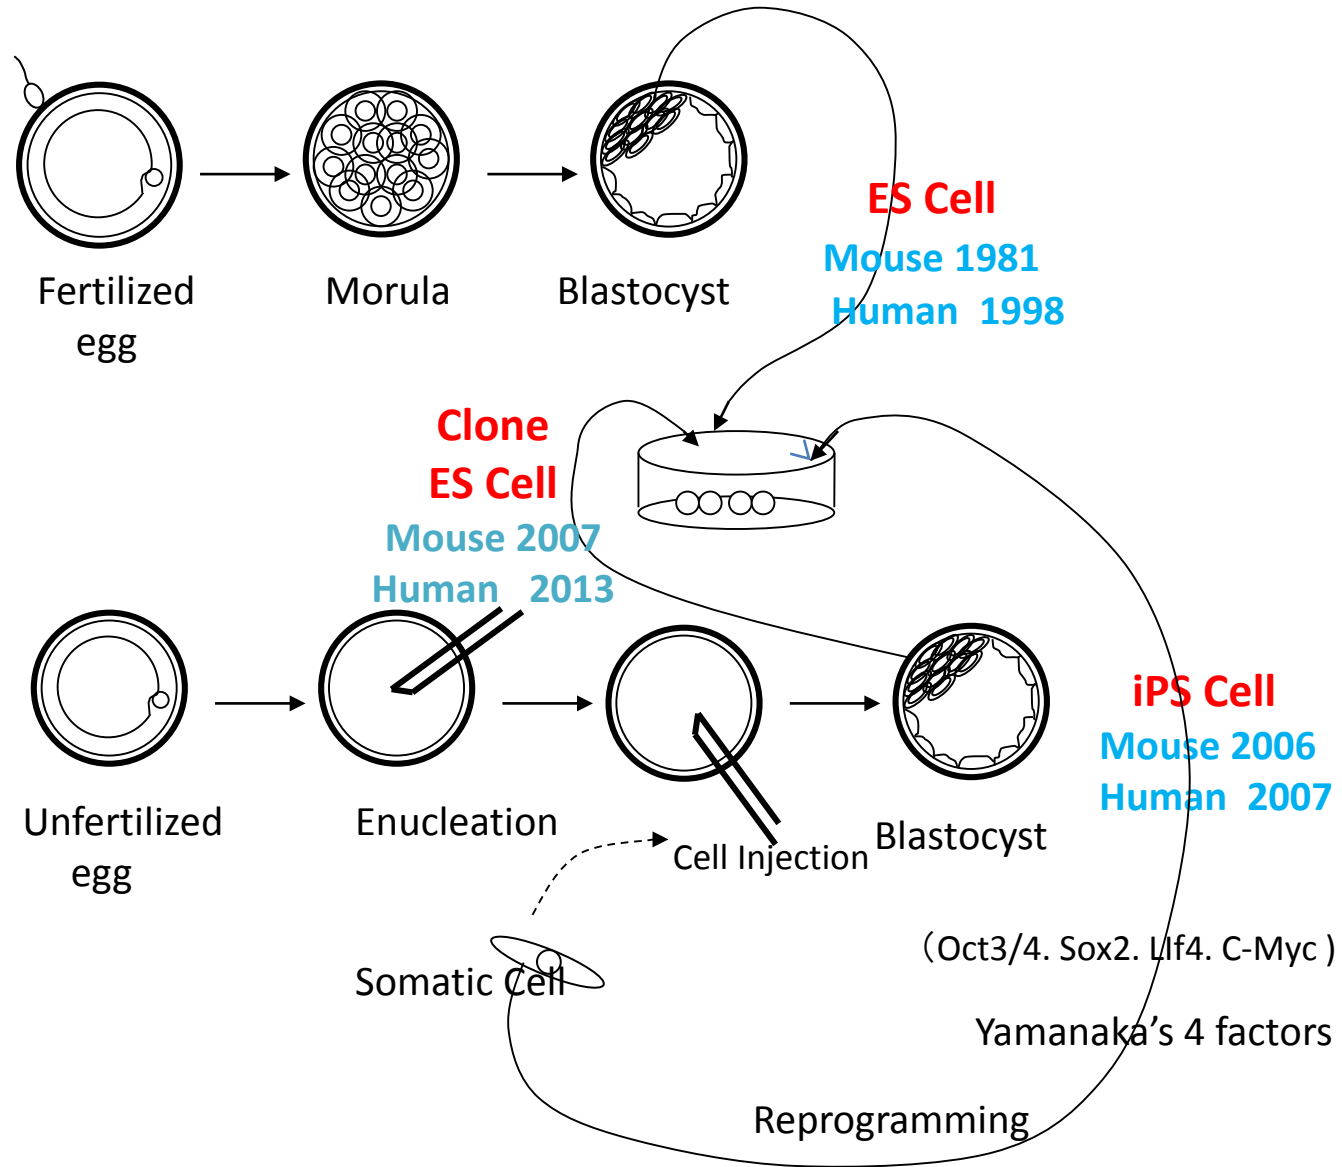 ES Cell
Mouse 1981
Human 1998
Fertilized
egg
Morula
Blastocyst
Clone
ES Cell
Mouse 2007
Human 2013
iPS Cell
Mouse 2006
Human 2007
Unfertilized
egg
Enucleation
Cell Injection
Blastocyst
Somatic Cell
（Oct3/4. Sox2. LIf4. C-Myc )
Yamanaka’s 4 factors
Reprogramming